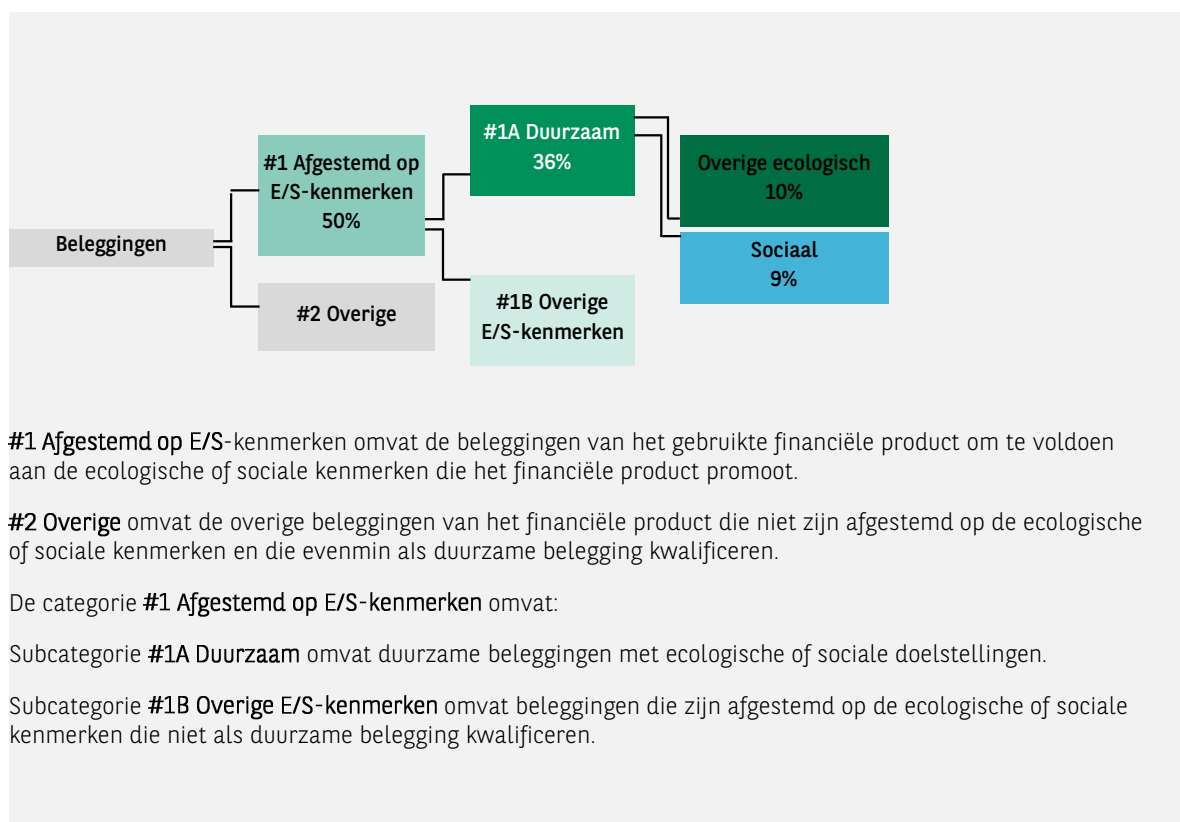 #1A Duurzaam
36%
#1 Afgestemd op
E/S-kenmerken
50%
Overige ecologisch
10%
Beleggingen
Sociaal
9%
#2 Overige
#1B Overige
E/S-kenmerken
#1 Afgestemd op E/S-kenmerken omvat de beleggingen van het gebruikte financiële product om te voldoen
aan de ecologische of sociale kenmerken die het financiële product promoot.
#2 Overige omvat de overige beleggingen van het financiële product die niet zijn afgestemd op de ecologische
of sociale kenmerken en die evenmin als duurzame belegging kwalificeren.
De categorie #1 Afgestemd op E/S-kenmerken omvat:
Subcategorie #1A Duurzaam omvat duurzame beleggingen met ecologische of sociale doelstellingen.
Subcategorie #1B Overige E/S-kenmerken omvat beleggingen die zijn afgestemd op de ecologische of sociale
kenmerken die niet als duurzame belegging kwalificeren.